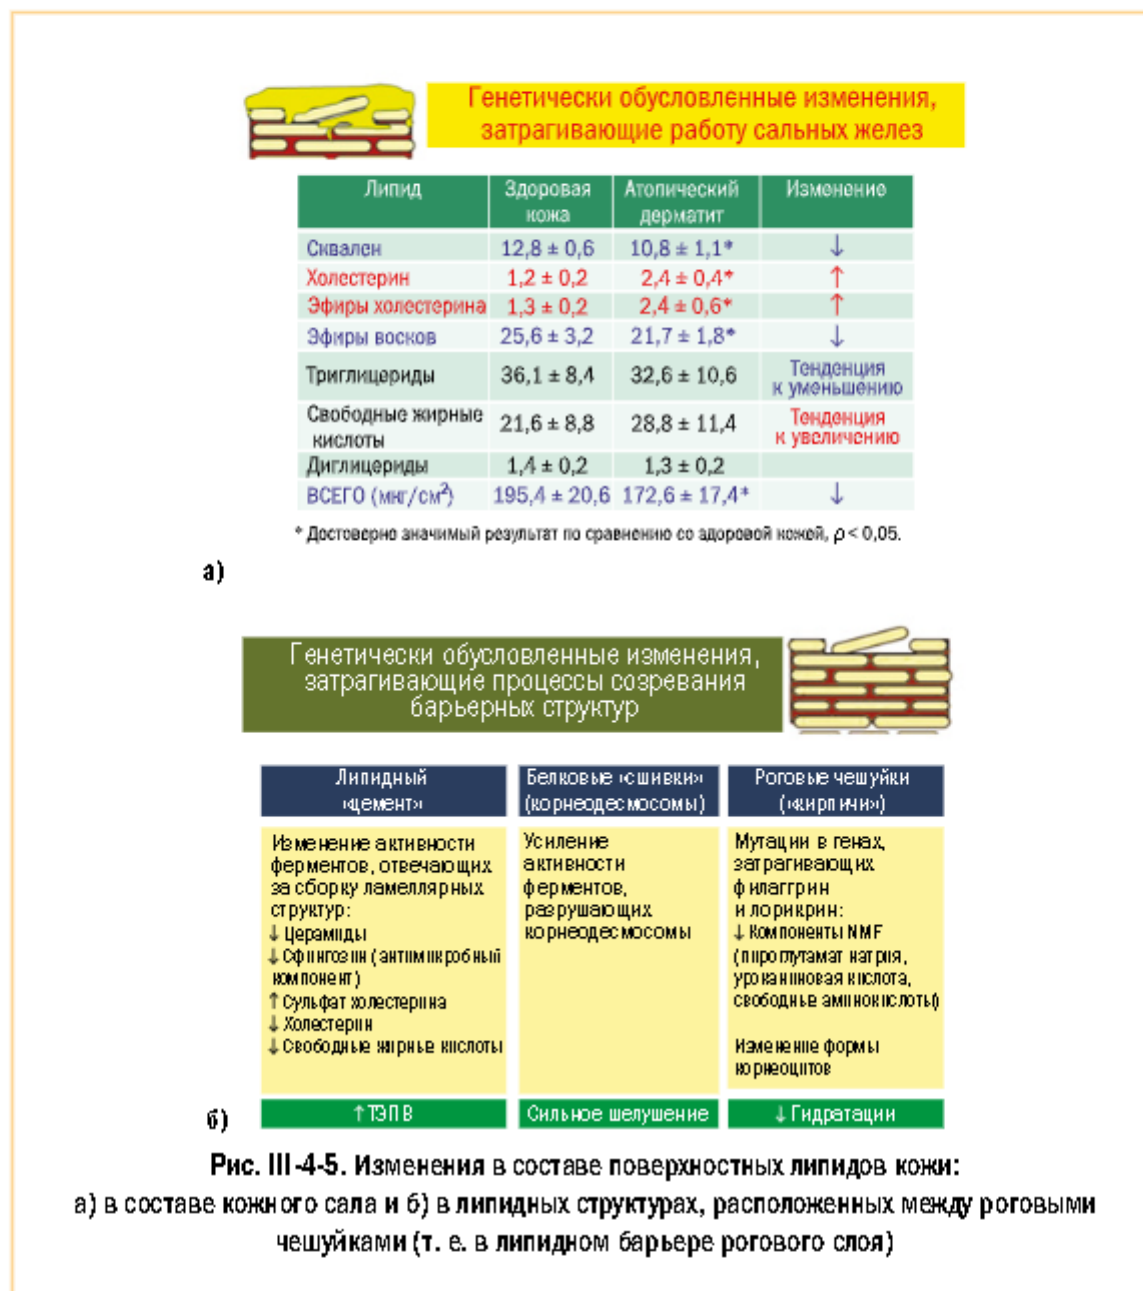 Генетически обусловленные изменения,
затрагивающие работу сальных желез
Липид Здоровая кожа Атопический дерматит Изменение
Сквален 12,8 ± 0,6 10,8 ± 1,1* ↓
Холестерин 1,2 ± 0,2 2,4 ± 0,4* ↑
Эфиры холестерина 1,3 ± 0,2 2,4 ± 0,6* ↑
Эфиры восков 25,6 ± 3,2 21,7 ± 1,8* ↓
Триглицериды 36,1 ± 8,4 32,6 ± 10,6 Тенденция к уменьшению
Свободные жирные кислоты 21,6 ± 8,8 28,8 ± 11,4 Тенденция к увеличению
Диглицериды 1,4 ± 0,2 1,3 ± 0,2
ВСЕГО (мкг/см²) 195,4 ± 20,6 172,6 ± 17,4* ↓
* Достоверно значимый результат по сравнению со здоровой кожей, ρ < 0,05.
а)
Генетически обусловленные изменения,
затрагивающие процессы созревания
барьерных структур
Липидный
«цемент»
Изменение активности
ферментов, отвечающих
за сборку ламеллярных
структур:
↓ Церамиды
↓ Сфингозин (антимикробный
компонент)
↑ Сульфат холестерина
↓ Холестерин
↓ Свободные жирные кислоты
↑ ТЭПВ
Белковые «сшивки»
(корнеодесмосомы)
Усиление
активности
ферментов,
разрушающих
корнеодесмосомы
Сильное шелушение
Роговые чешуйки
(«кирпичи»)
Мутации в генах,
затрагивающих
филаггрин
и лорикрин:
↓ Компоненты NMF
(пироглутамат натрия,
уроканиновая кислота,
свободные аминокислоты)
Изменение формы
корнеоцитов
↓ Гидратации
б)
Рис. III-4-5. Изменения в составе поверхностных липидов кожи:
а) в составе кожного сала и б) в липидных структурах, расположенных между роговыми
чешуйками (т. е. в липидном барьере рогового слоя)